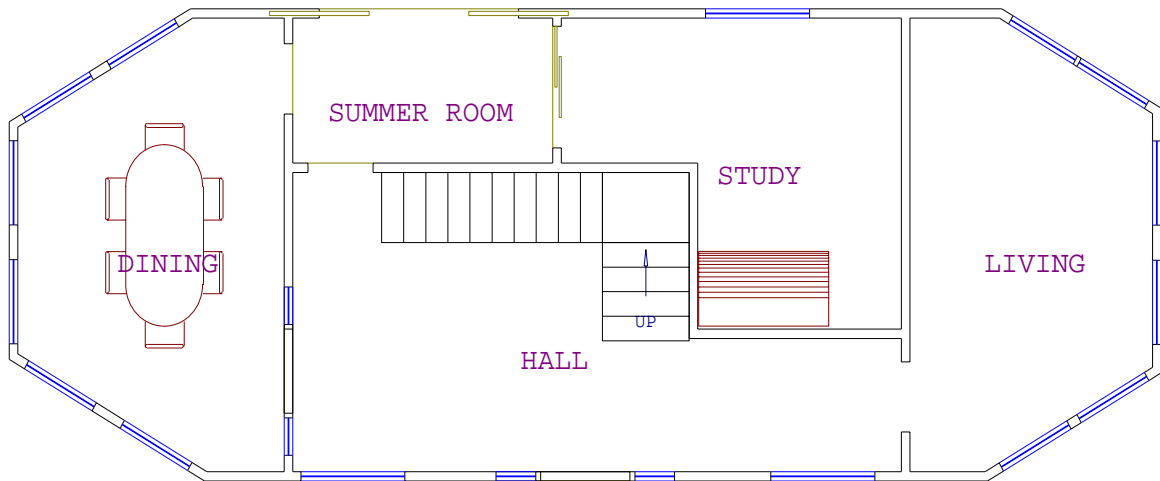 SUMMER ROOM
STUDY
DINING
LIVING
UP
HALL